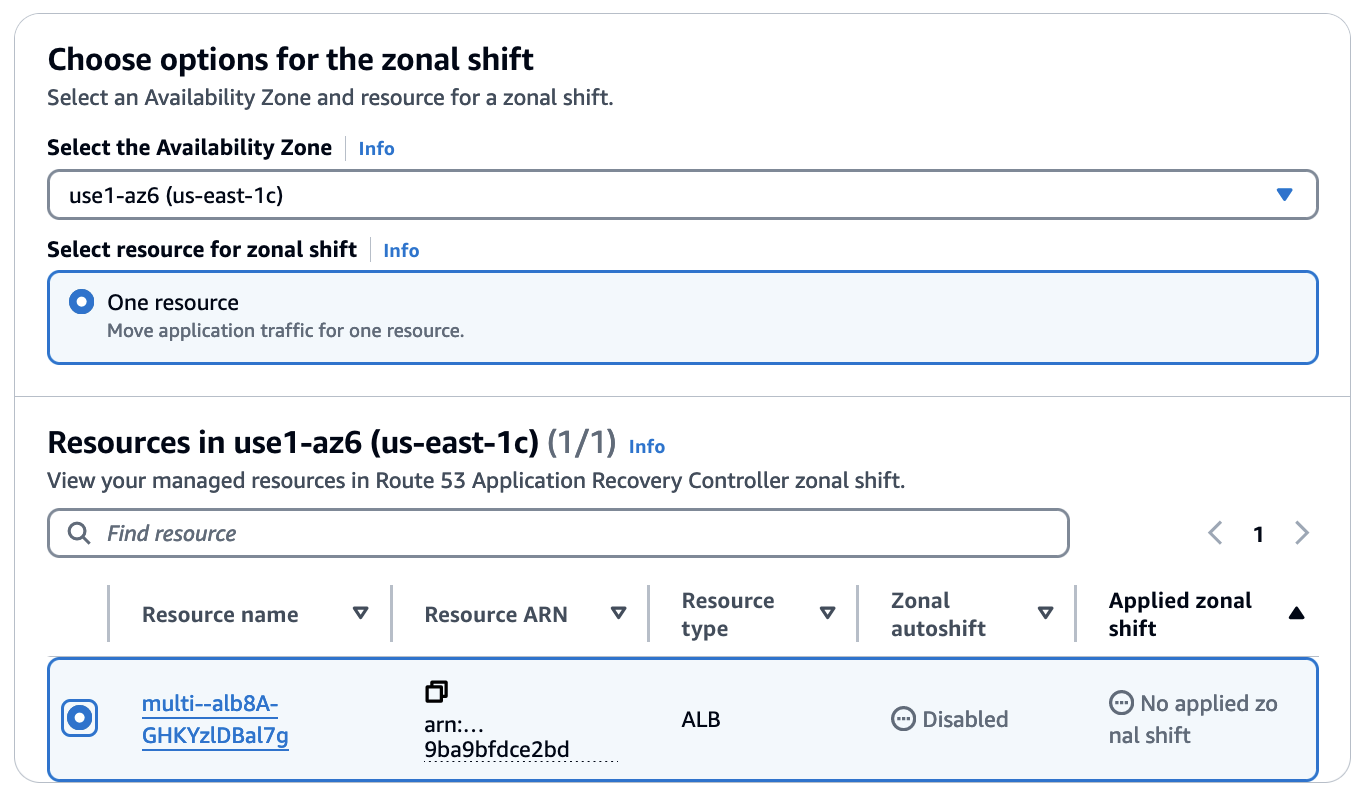 Choose options for the zonal shift
Select an Availability Zone and resource for a zonal shift.
Select the Availability Zone Info
use1-az6 (us-east-1c)
Select resource for zonal shift Info
One resource
Move application traffic for one resource.
Resources in use1-az6 (us-east-1c) (1/1) Info
View your managed resources in Route 53 Application Recovery Controller zonal shift.
Find resource
1
Resource name
Resource ARN
Resource
type
Zonal
autoshift
Applied zonal
shift
multi--alb8A-
GHKYzlDBal7g
arn:...
9ba9bfdce2bd
ALB
Disabled
No applied zo
nal shift